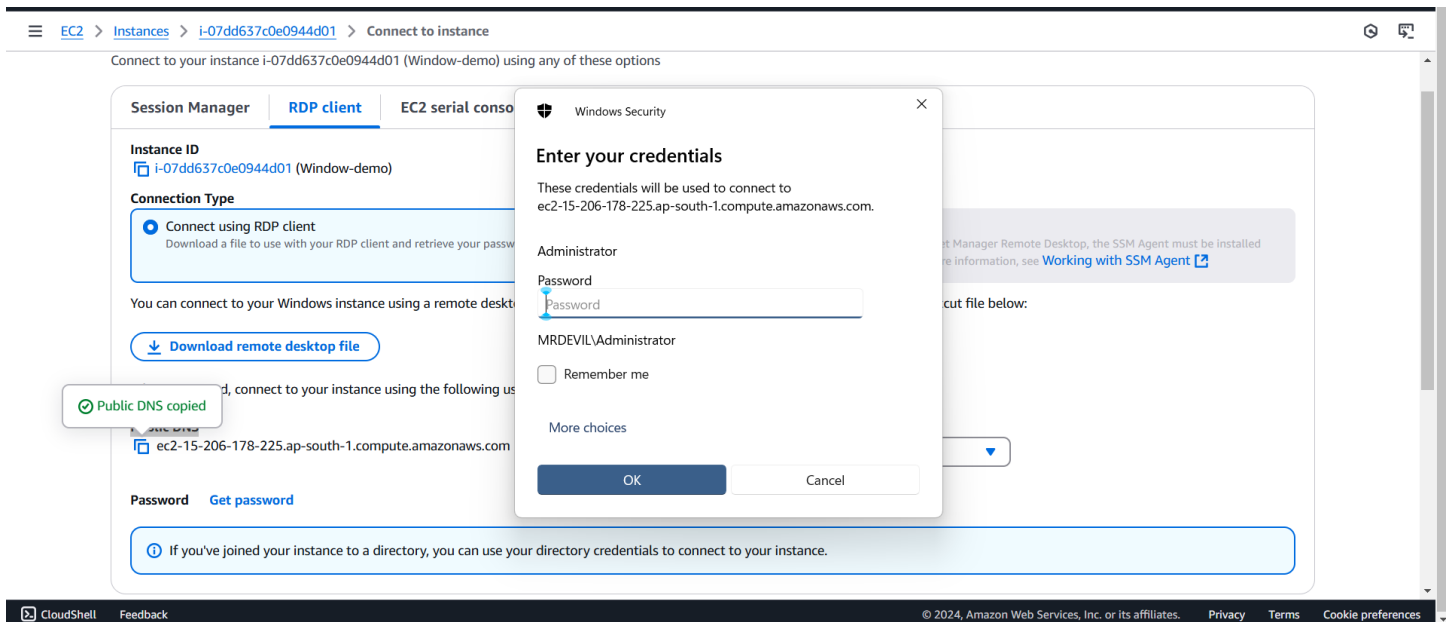 EC2 > Instances > i-07dd637c0e0944d01 > Connect to instance
Connect to your instance i-07dd637c0e0944d01 (Window-demo) using any of these options
Session Manager RDP client EC2 serial conso
Instance ID
i-07dd637c0e0944d01 (Window-demo)
Connection Type
Connect using RDP client
Download a file to use with your RDP client and retrieve your passw
et Manager Remote Desktop, the SSM Agent must be installed
re information, see Working with SSM Agent
You can connect to your Windows instance using a remote deskt
cut file below:
Download remote desktop file
d, connect to your instance using the following us
Public DNS copied
Public DNS
ec2-15-206-178-225.ap-south-1.compute.amazonaws.com
Password Get password
If you've joined your instance to a directory, you can use your directory credentials to connect to your instance.
Windows Security
Enter your credentials
These credentials will be used to connect to
ec2-15-206-178-225.ap-south-1.compute.amazonaws.com.
Administrator
Password
Password
MRDEVIL\Administrator
Remember me
More choices
OK Cancel
CloudShell Feedback © 2024, Amazon Web Services, Inc. or its affiliates. Privacy Terms Cookie preferences